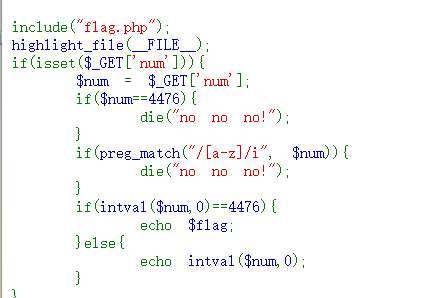 include("flag.php");
highlight_file(__FILE__);
if(isset($_GET['num'])){
$num = $_GET['num'];
if($num==4476){
die("no no no!");
}
if(preg_match("/[a-z]/i", $num)){
die("no no no!");
}
if(intval($num,0)==4476){
echo $flag;
}else{
echo intval($num,0);
}
}